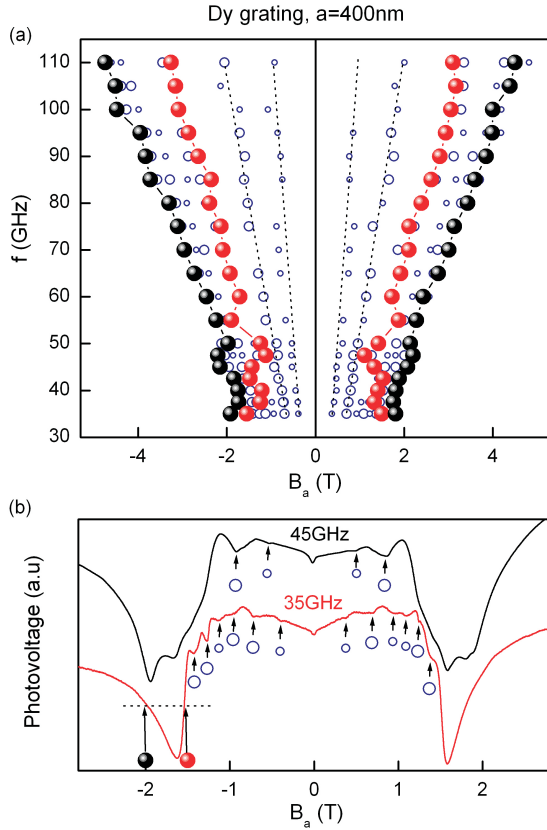 Dy grating, a=400nm
(a)
110
100
90
80
70
60
50
40
30
f (GHz)
-4 -2 0 2 4
B_a (T)
(b)
45GHz
35GHz
Photovoltage (a.u)
-2 -1 0 1 2
B_a (T)